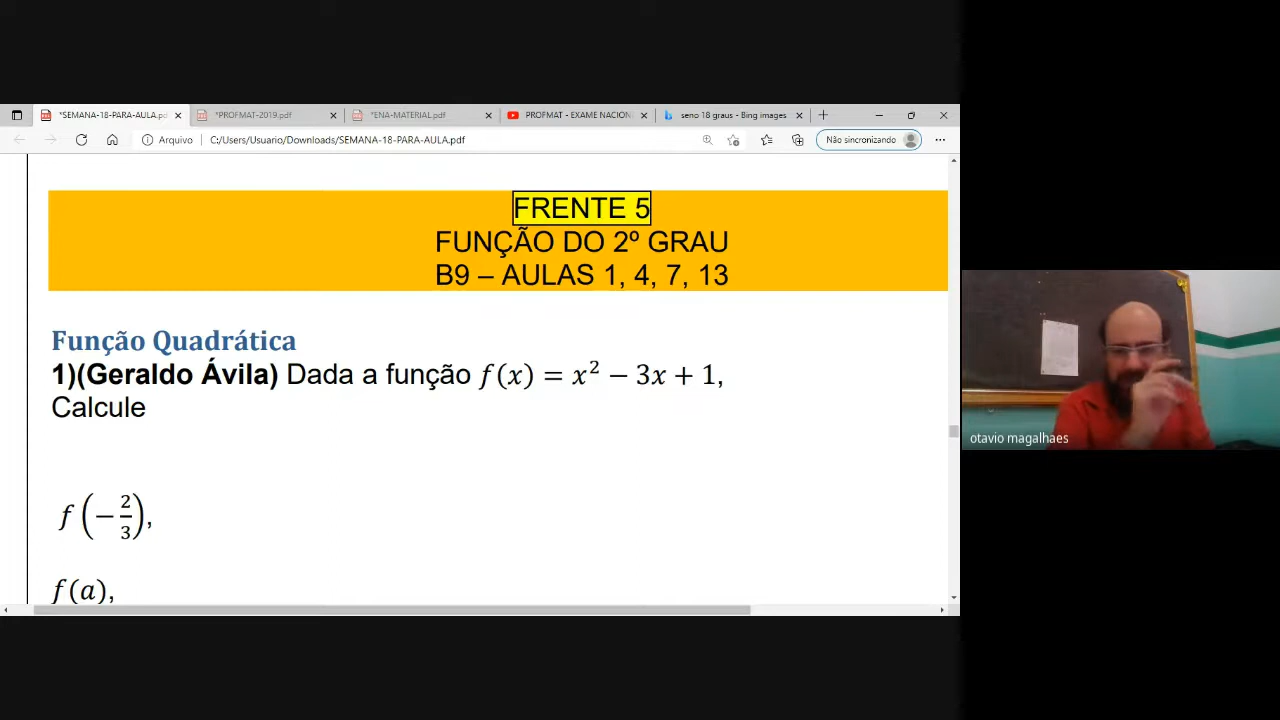 *SEMANA-18-PARA-AULA.pd
*PROFMAT-2019.pdf
*ENA-MATERIAL.pdf
PROFMAT - EXAME NACION
seno 18 graus - Bing images
Arquivo
C:/Users/Usuario/Downloads/SEMANA-18-PARA-AULA.pdf
Não sincronizando
FRENTE 5
FUNÇÃO DO 2º GRAU
B9 – AULAS 1, 4, 7, 13
Função Quadrática
1)(Geraldo Ávila) Dada a função f(x) = x² − 3x + 1,
Calcule
f(−2/3),
f(a),
otavio magalhaes